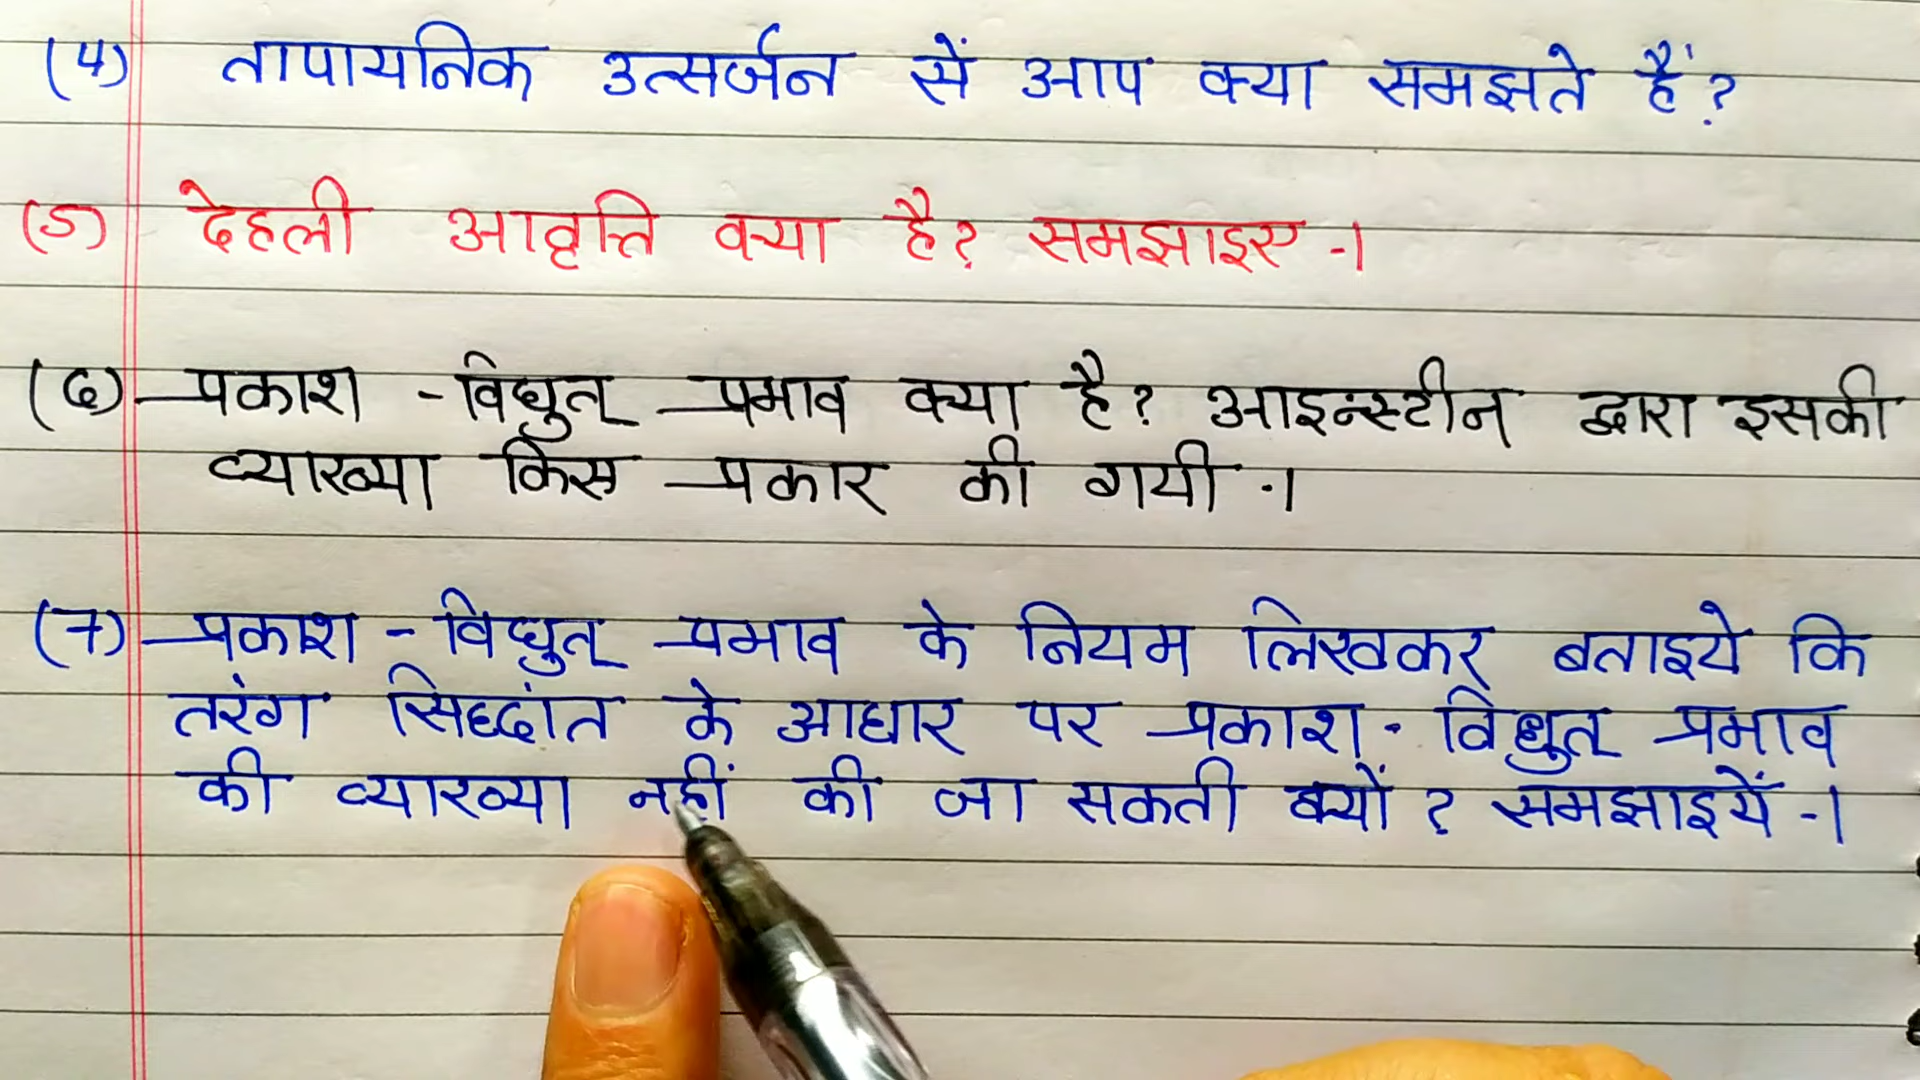 (4) तापायनिक उत्सर्जन सें आप क्या समझते हैं ?
(5) देहली आवृत्ति क्या है? समझाइए -।
(6) प्रकाश - विधुत् प्रभाव क्या है? आइन्स्टीन द्वारा इसकी
व्याख्या किस प्रकार की गयी -।
(7) प्रकाश - विधुत् प्रभाव के नियम लिखकर बताइये कि
तरंग सिध्दांत के आधार पर प्रकाश - विधुत् प्रभाव
की व्याख्या नहीं की जा सकती क्यों ? समझाइयें -।